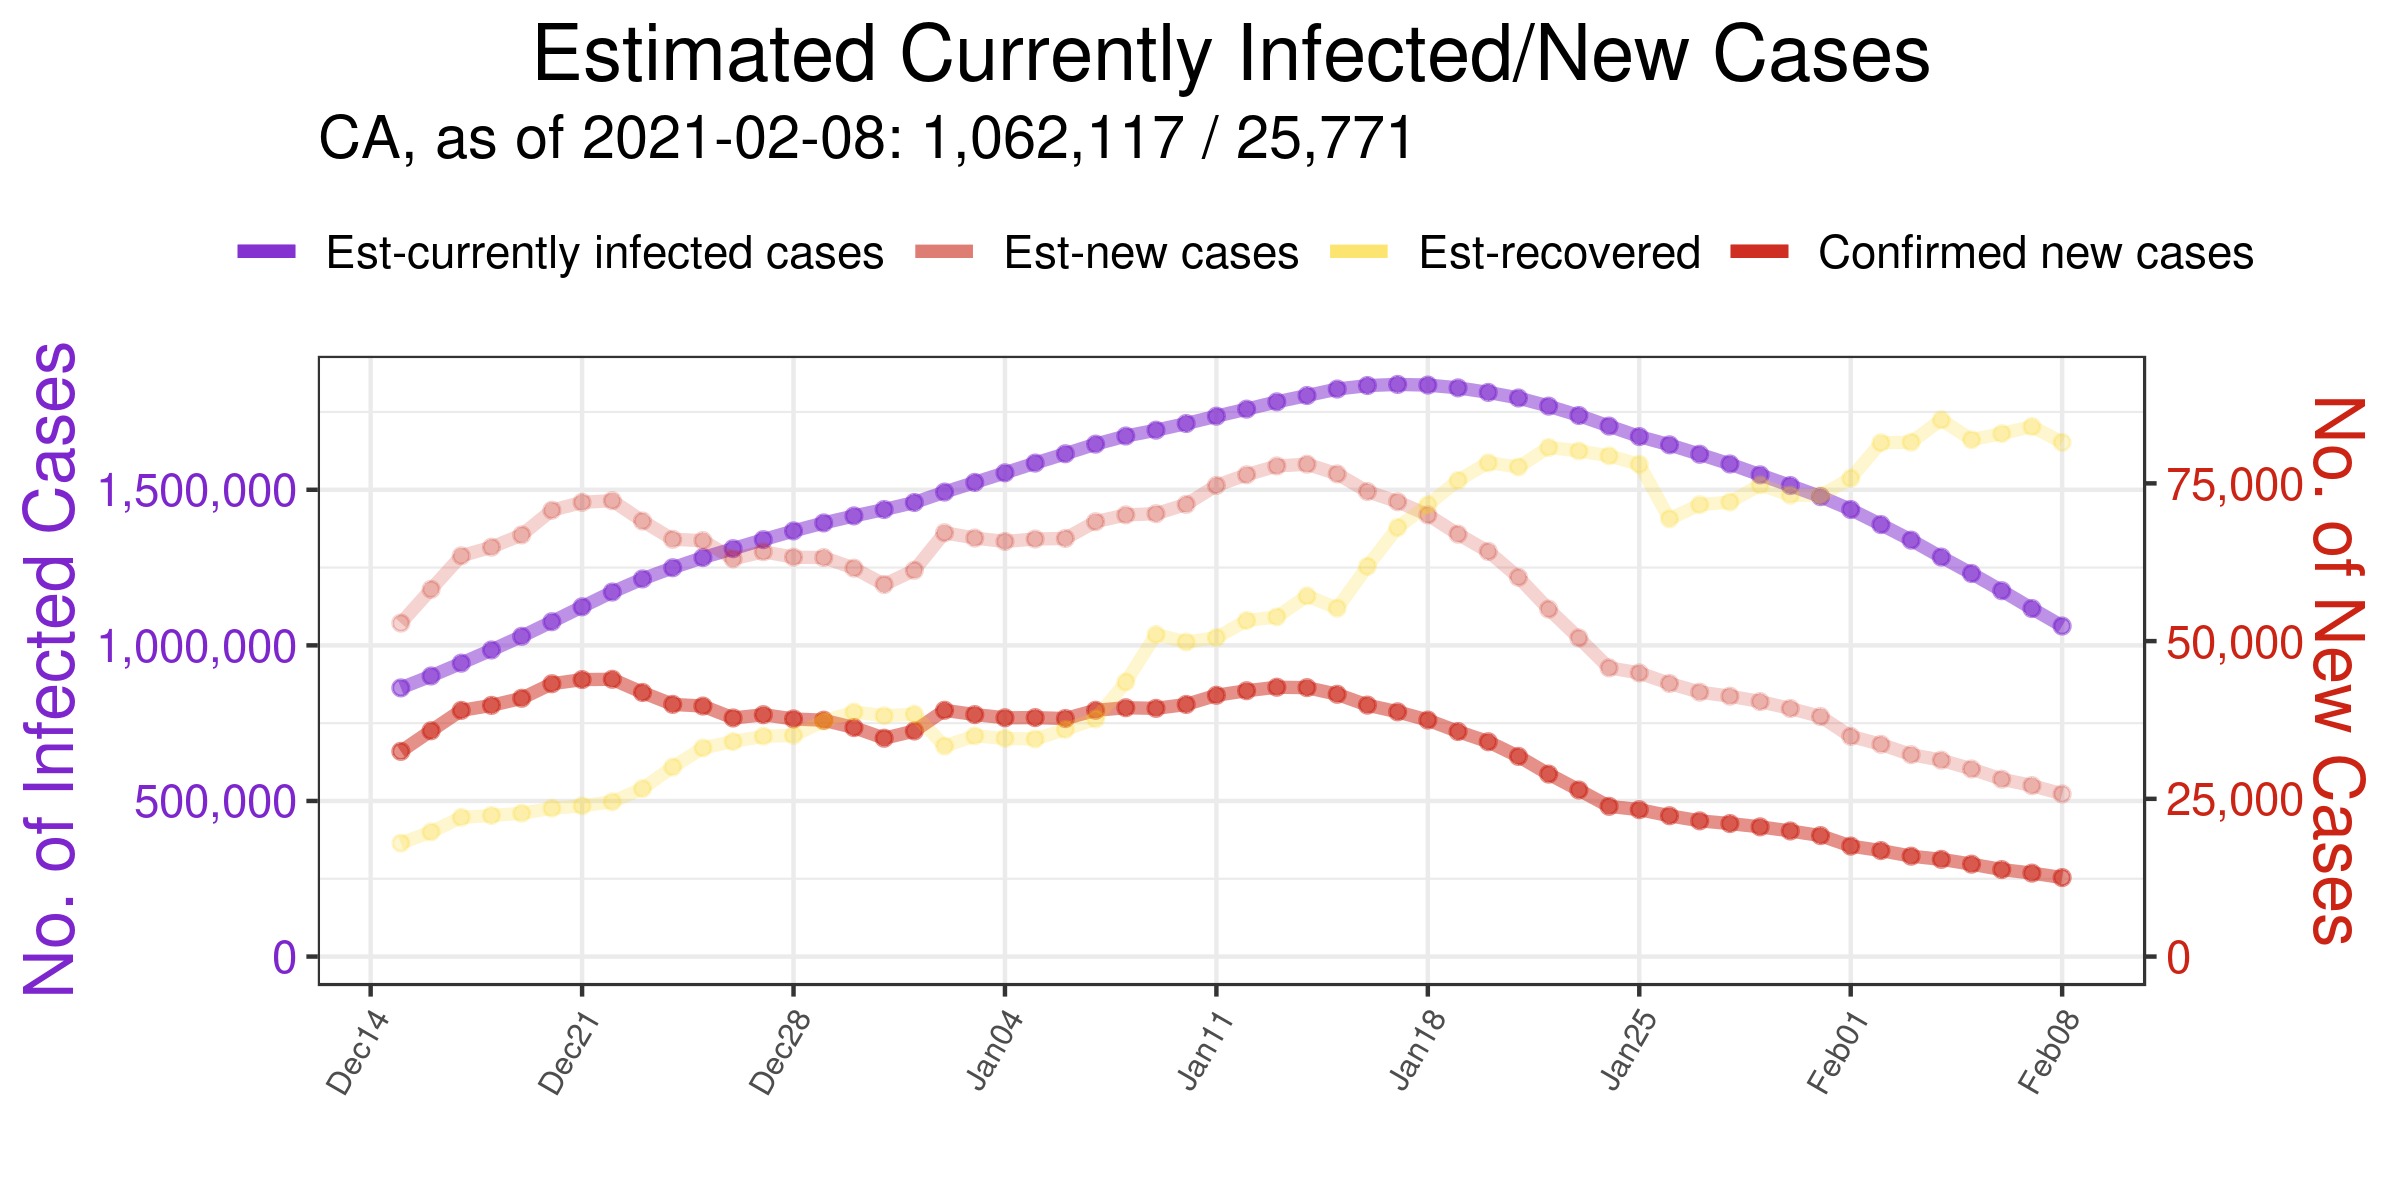 Estimated Currently Infected/New Cases
CA, as of 2021-02-08: 1,062,117 / 25,771
Est-currently infected cases Est-new cases Est-recovered Confirmed new cases
No. of Infected Cases
1,500,000
1,000,000
500,000
0
75,000
50,000
25,000
0
No. of New Cases
Dec14 Dec21 Dec28 Jan04 Jan11 Jan18 Jan25 Feb01 Feb08